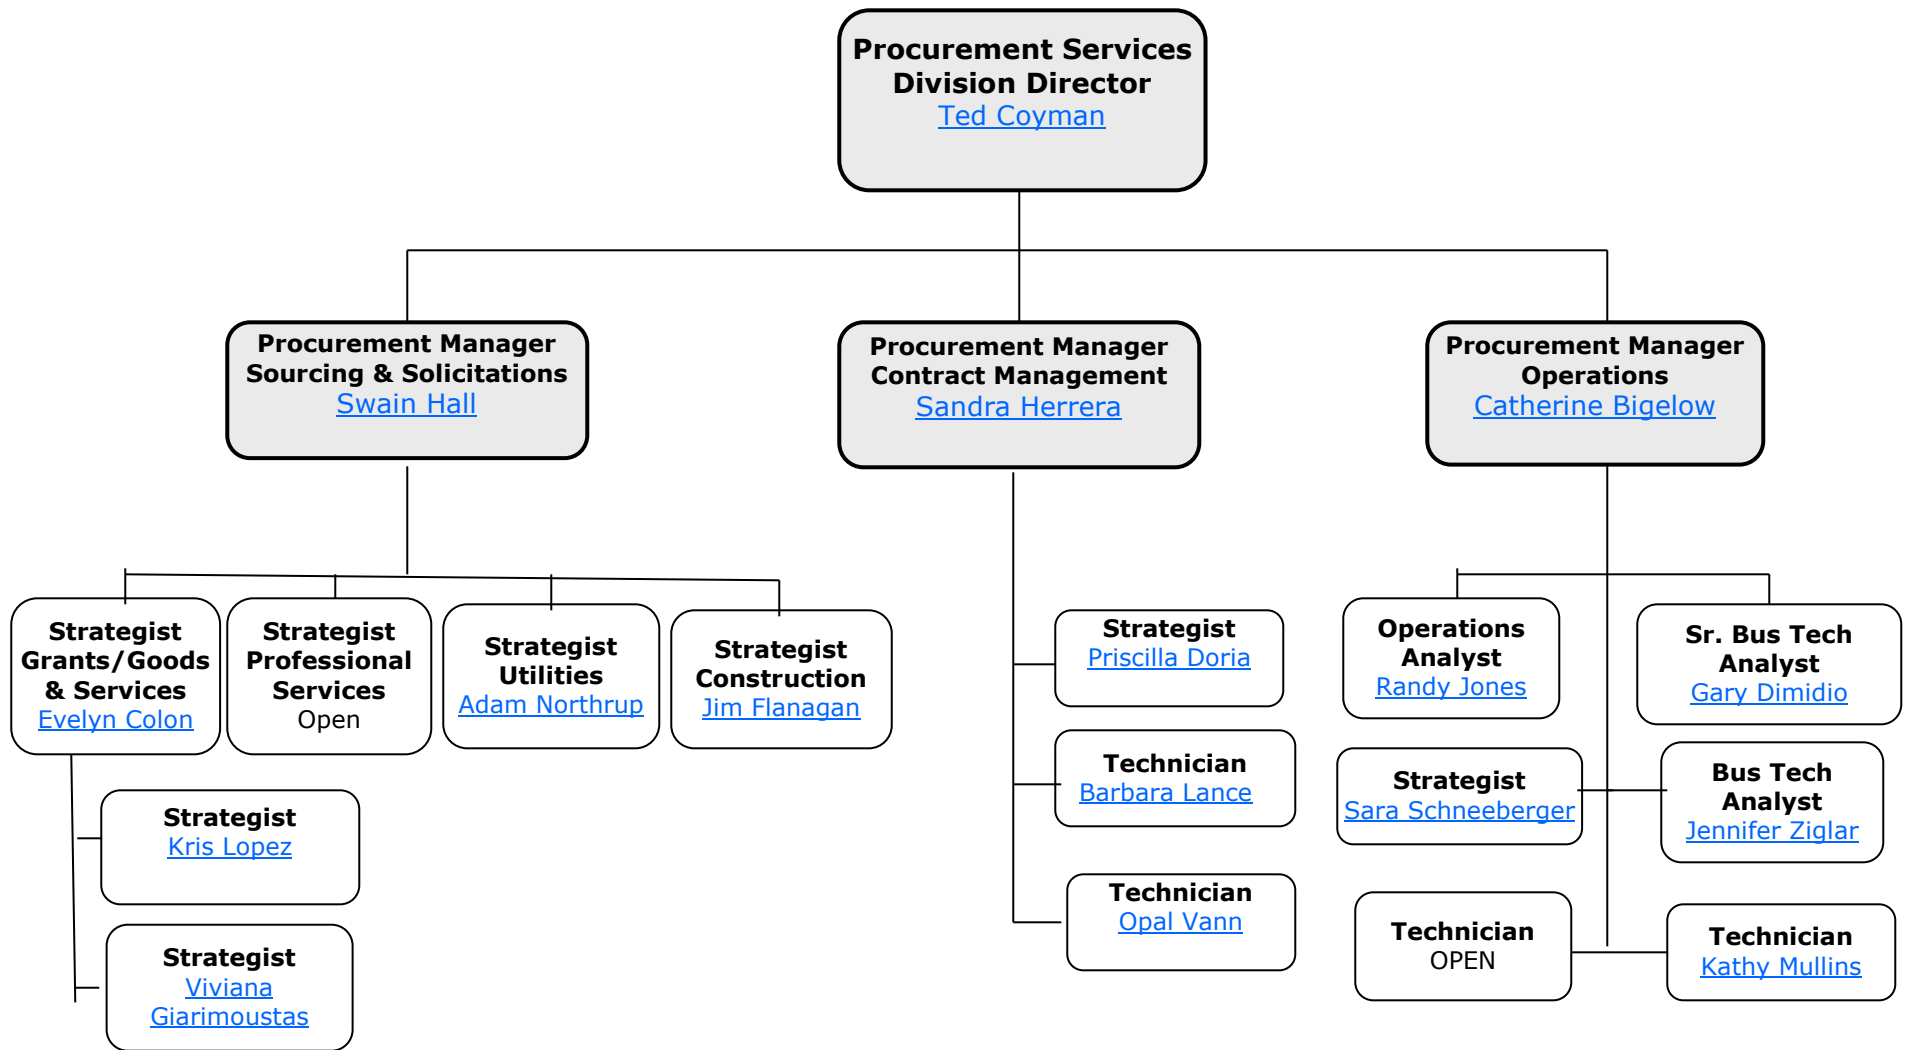 Procurement Services
Division Director
Ted Coyman
Procurement Manager
Sourcing & Solicitations
Swain Hall
Procurement Manager
Contract Management
Sandra Herrera
Procurement Manager
Operations
Catherine Bigelow
Strategist
Grants/Goods
& Services
Evelyn Colon
Strategist
Professional
Services
Open
Strategist
Utilities
Adam Northrup
Strategist
Construction
Jim Flanagan
Strategist
Kris Lopez
Strategist
Viviana
Giarimoustas
Strategist
Priscilla Doria
Technician
Barbara Lance
Technician
Opal Vann
Operations
Analyst
Randy Jones
Sr. Bus Tech
Analyst
Gary Dimidio
Strategist
Sara Schneeberger
Bus Tech
Analyst
Jennifer Ziglar
Technician
OPEN
Technician
Kathy Mullins